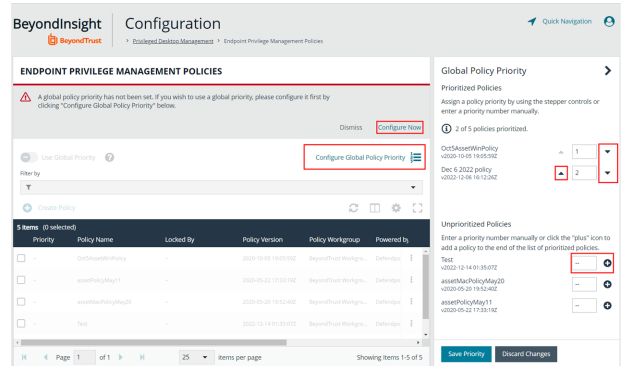 BeyondInsight
BeyondTrust
Configuration
Privileged Desktop Management > Endpoint Privilege Management Policies
Quick Navigation
ENDPOINT PRIVILEGE MANAGEMENT POLICIES
A global policy priority has not been set. If you wish to use a global priority, please configure it first by
clicking "Configure Global Policy Priority" below.
Dismiss Configure Now
Use Global Priority
Configure Global Policy Priority
Filter by
Create Policy
5 items (0 selected)
Priority Policy Name Locked By Policy Version Policy Workgroup Powered by
- Oct5AssetWinPolicy - 2020-10-05 19:05:59Z BeyondTrust Workgro... Defendpo
- assetPolicyMay11 - 2020-05-22 17:33:19Z BeyondTrust Workgro... Defendpo
- assetMacPolicyMay20 - 2020-05-20 19:52:40Z BeyondTrust Workgro... Defendpo
- Test - 2022-12-14 01:35:07Z BeyondTrust Workgro... Defendpo
Page 1 of 1 25 items per page Showing items 1-5 of 5
Global Policy Priority
Prioritized Policies
Assign a policy priority by using the stepper controls or
enter a priority number manually.
2 of 5 policies prioritized.
Oct5AssetWinPolicy
v2020-10-05 19:05:59Z
1
Dec 6 2022 policy
v2022-12-06 16:12:26Z
2
Unprioritized Policies
Enter a priority number manually or click the "plus" icon to
add a policy to the end of the list of prioritized policies.
Test
v2022-12-14 01:35:07Z
--
assetMacPolicyMay20
v2020-05-20 19:52:40Z
--
assetPolicyMay11
v2020-05-22 17:33:19Z
--
Save Priority Discard Changes